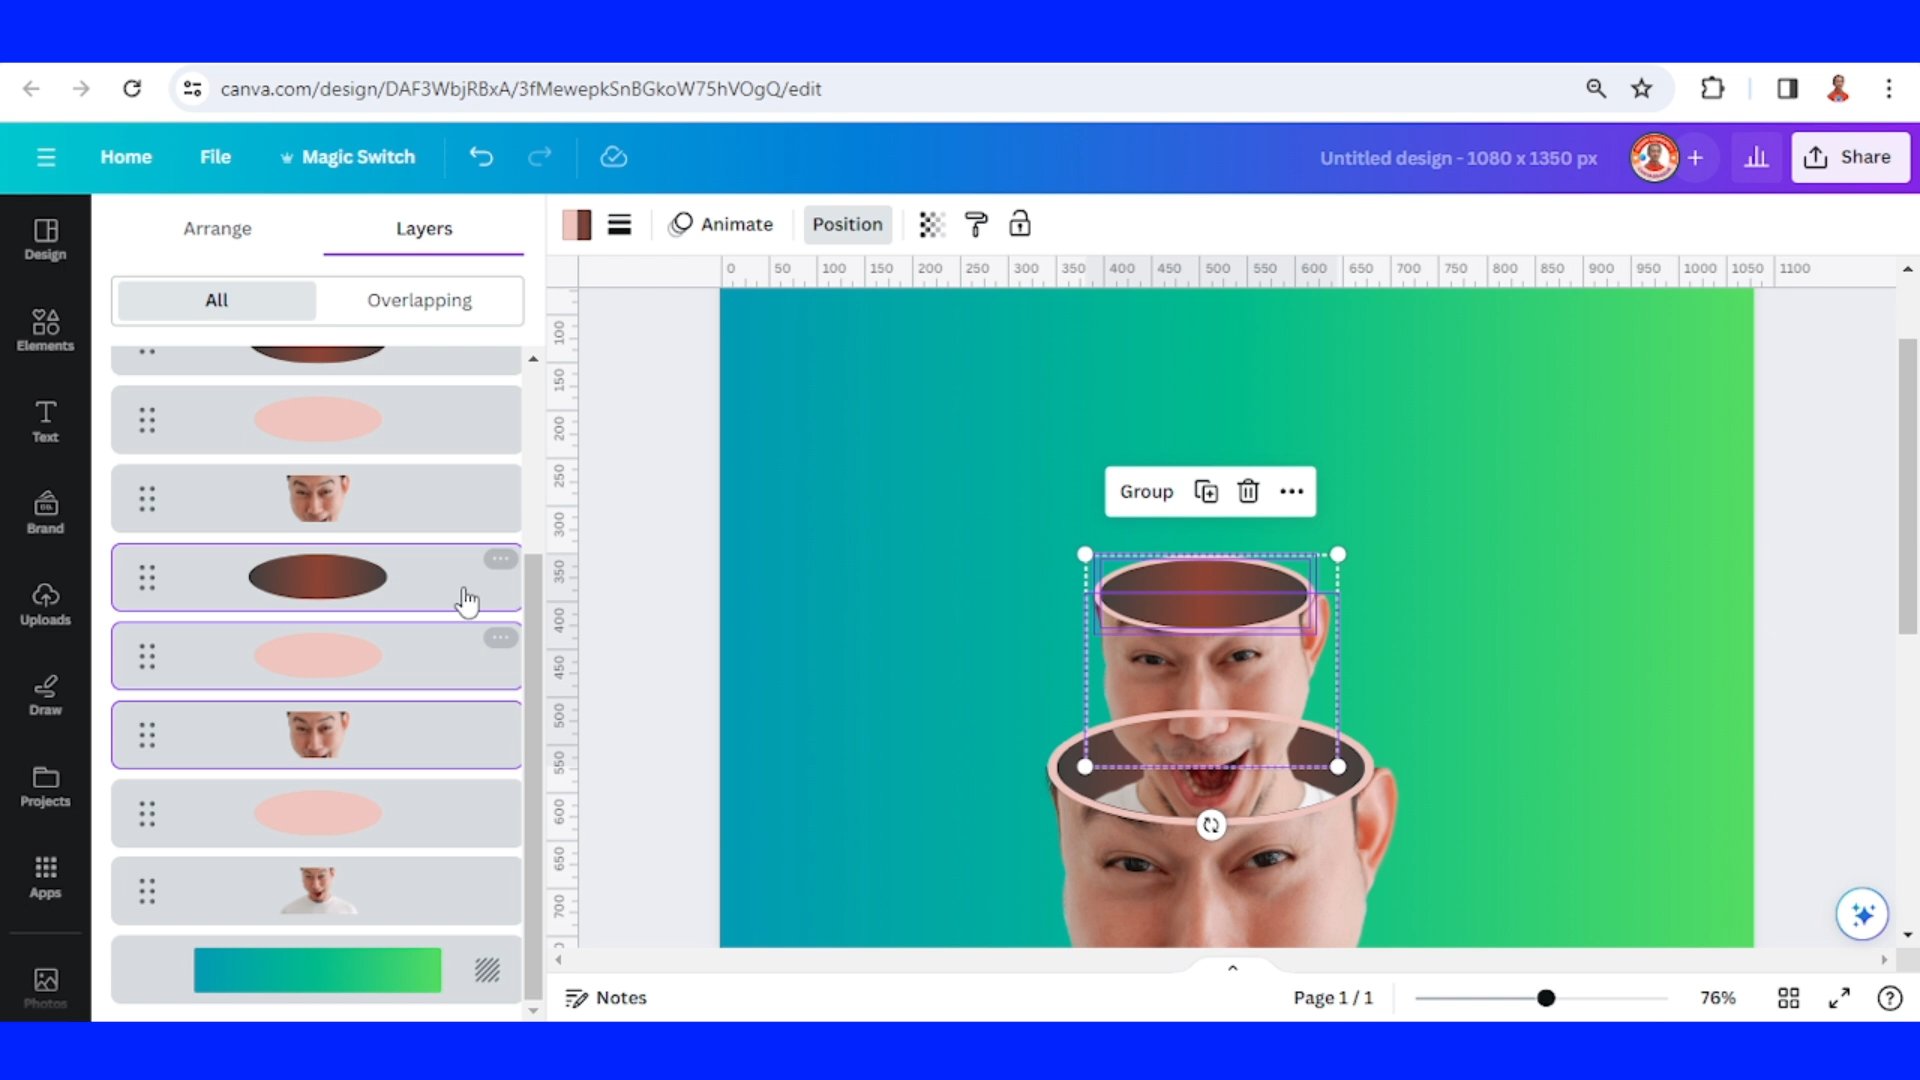 canva.com/design/DAF3WbjRBxA/3fMewepkSnBGkoW75hVOgQ/edit
Home File Magic Switch Untitled design - 1080 x 1350 px + Share
Design
Elements
Text
Brand
Uploads
Draw
Projects
Apps
Photos
Arrange Layers
All Overlapping
Animate Position
0 50 100 150 200 250 300 350 400 450 500 550 600 650 700 750 800 850 900 950 1000 1050 1100
100
150
200
250
300
350
400
450
500
550
600
650
700
Group
Notes Page 1 / 1 76%